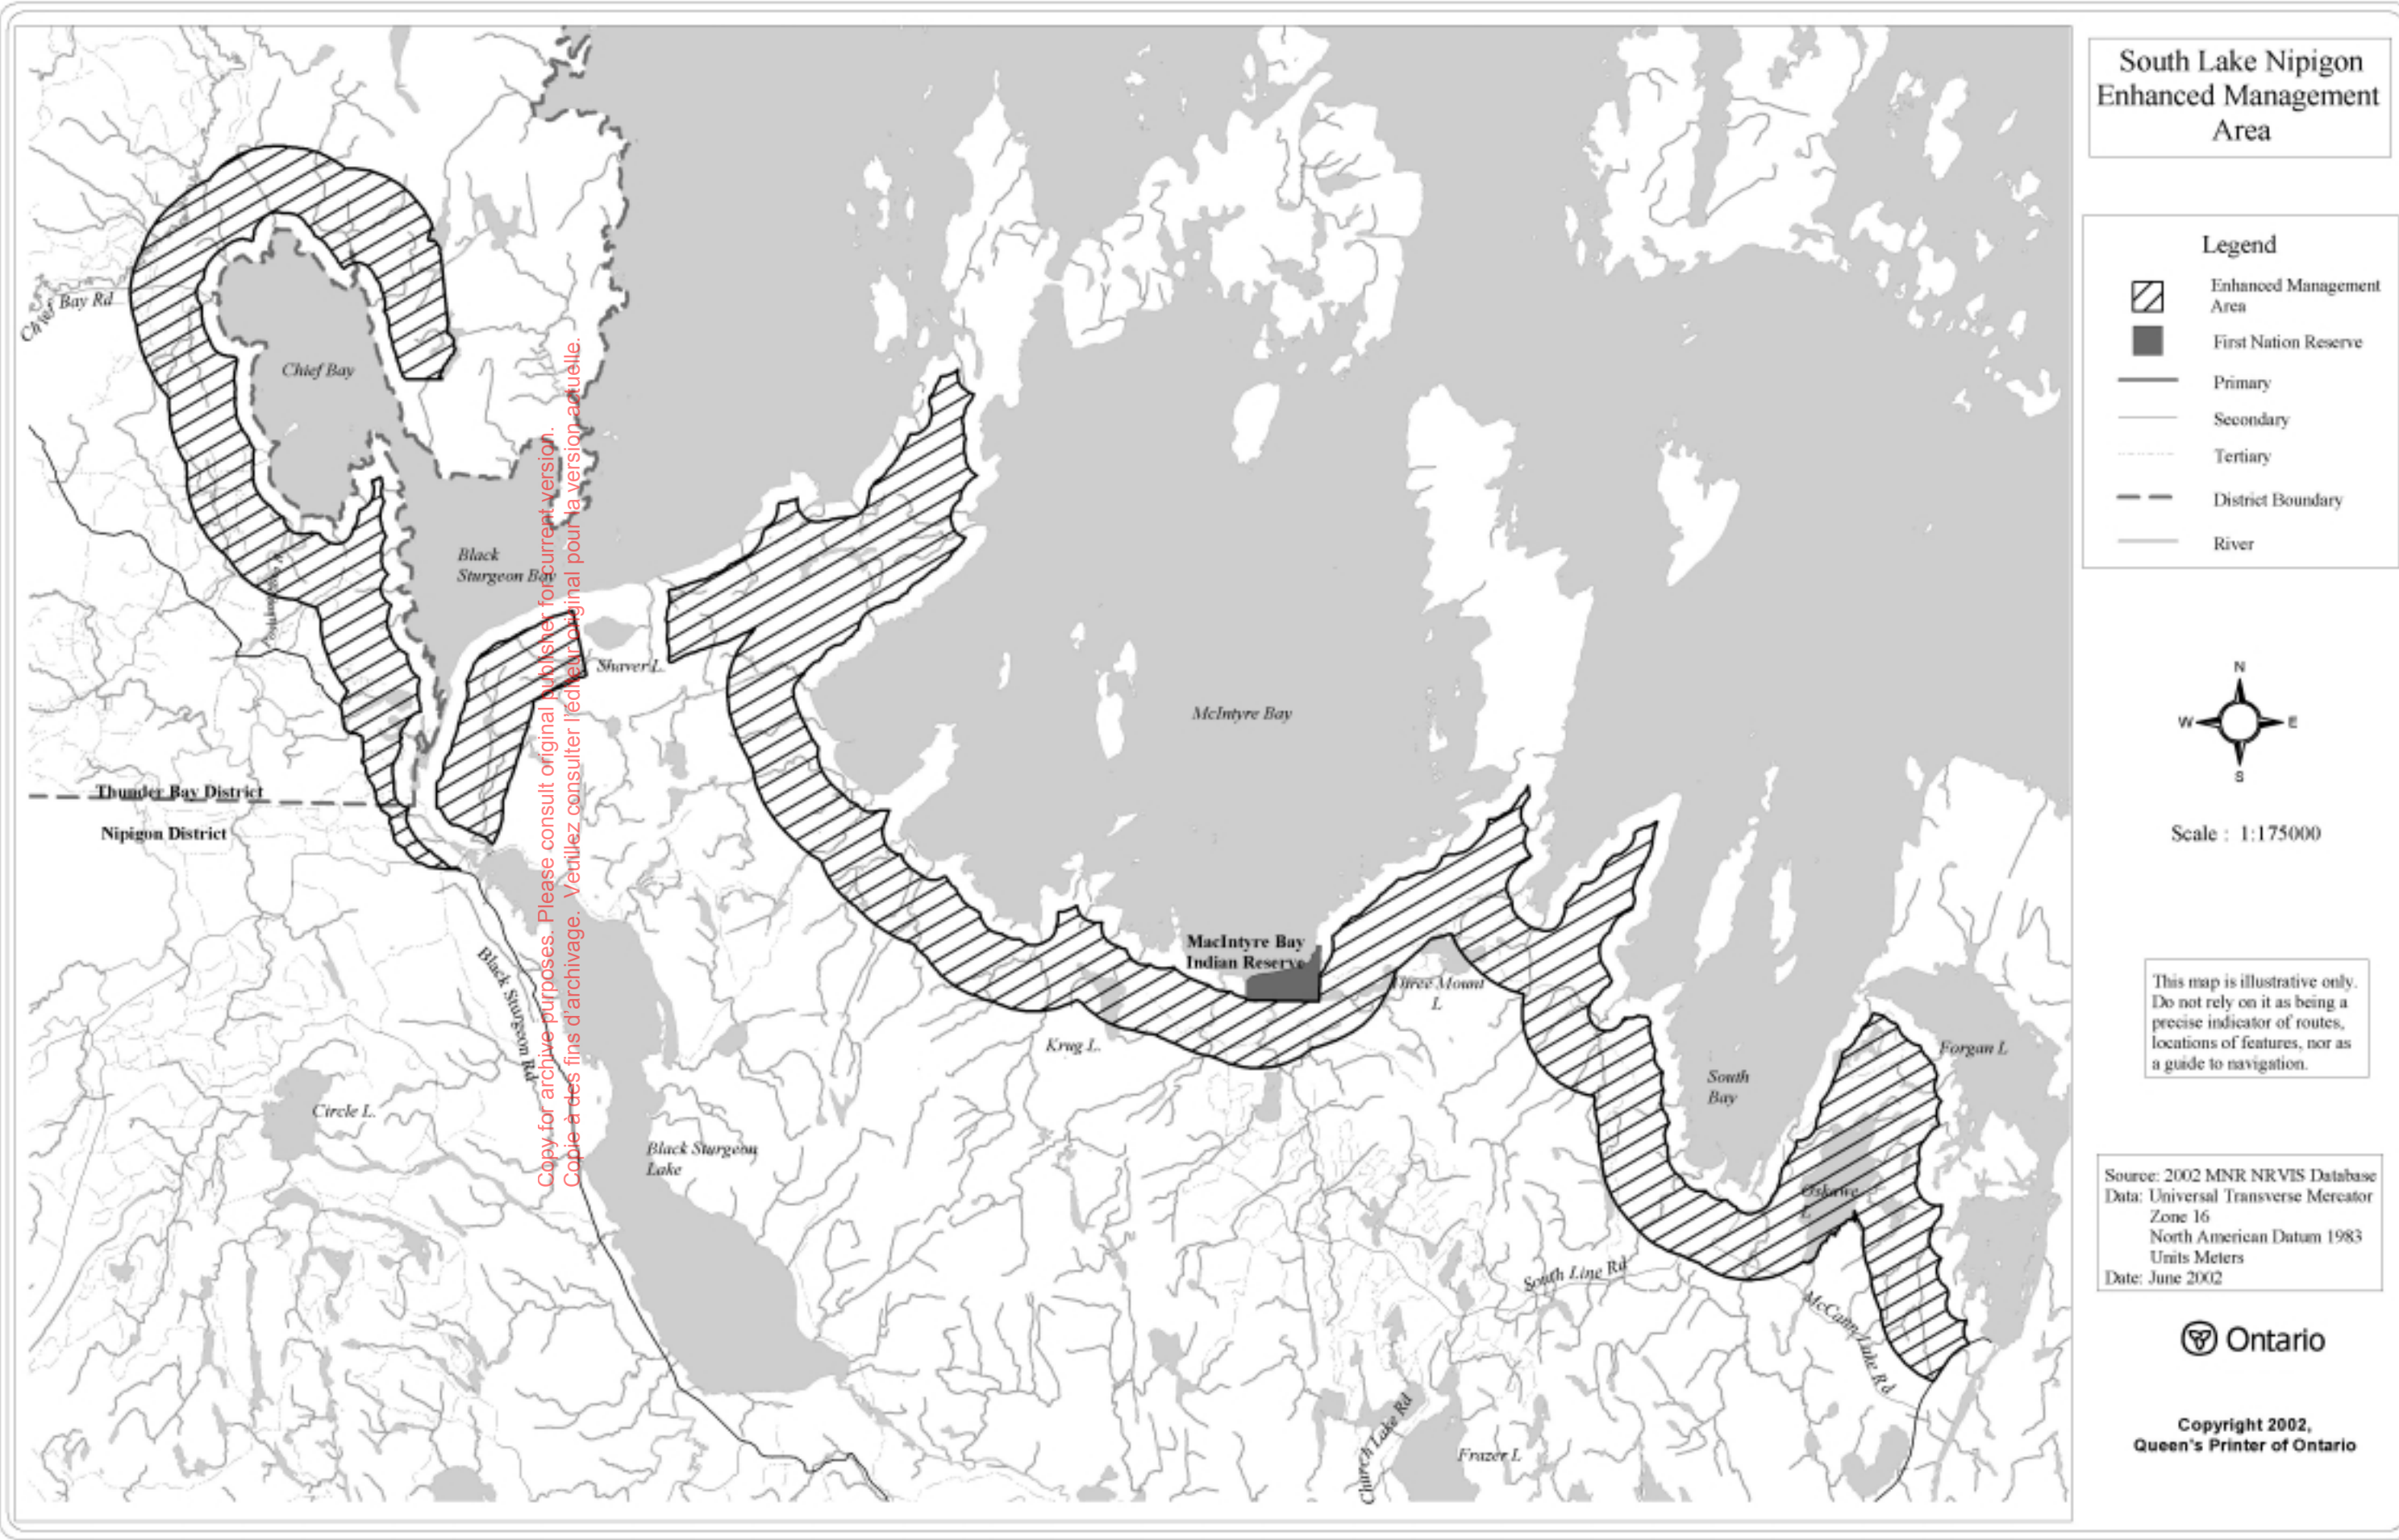 South Lake Nipigon
Enhanced Management
Area
Legend
Enhanced Management
Area
First Nation Reserve
Primary
Secondary
Tertiary
District Boundary
River
N
W
E
S
Scale : 1:175000
This map is illustrative only.
Do not rely on it as being a
precise indicator of routes,
locations of features, nor as
a guide to navigation.
Source: 2002 MNR NRVIS Database
Data: Universal Transverse Mercator
Zone 16
North American Datum 1983
Units Meters
Date: June 2002
Ontario
Copyright 2002,
Queen's Printer of Ontario
Chief Bay Rd
Chief Bay
Black
Sturgeon Bay
Shaver L.
McIntyre Bay
Thunder Bay District
Nipigon District
Black Sturgeon Rd
MacIntyre Bay
Indian Reserve
Three Mount
L
Krug L.
Circle L.
Black Sturgeon
Lake
South
Bay
Forgan L
Oskawe
L
South Line Rd
McCann Lake Rd
Church Lake Rd
Frazer L
Copy for archive purposes. Please consult original publisher for current version.
Copie à des fins d'archivage. Veuillez consulter l'éditeur original pour la version actuelle.